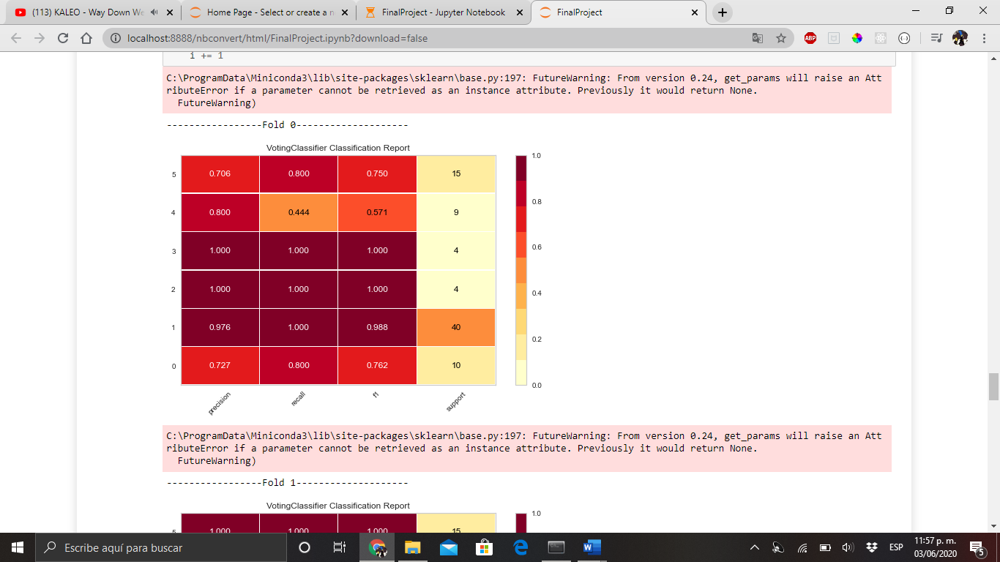 (113) KALEO - Way Down We
Home Page - Select or create a n
FinalProject - Jupyter Notebook
FinalProject
localhost:8888/nbconvert/html/FinalProject.ipynb?download=false
ABP
i += 1
C:\ProgramData\Miniconda3\lib\site-packages\sklearn\base.py:197: FutureWarning: From version 0.24, get_params will raise an Att
ributeError if a parameter cannot be retrieved as an instance attribute. Previously it would return None.
FutureWarning)
-----------------Fold 0--------------------
VotingClassifier Classification Report
1.0
5 0.706 0.800 0.750 15
0.8
4 0.800 0.444 0.571 9
0.6
3 1.000 1.000 1.000 4
2 1.000 1.000 1.000 4
0.4
1 0.976 1.000 0.988 40
0.2
0 0.727 0.800 0.762 10
0.0
precision recall f1 support
C:\ProgramData\Miniconda3\lib\site-packages\sklearn\base.py:197: FutureWarning: From version 0.24, get_params will raise an Att
ributeError if a parameter cannot be retrieved as an instance attribute. Previously it would return None.
FutureWarning)
-----------------Fold 1--------------------
VotingClassifier Classification Report
1.0
5 1.000 1.000 1.000 15
Escribe aquí para buscar
ESP
11:57 p. m.
03/06/2020
5